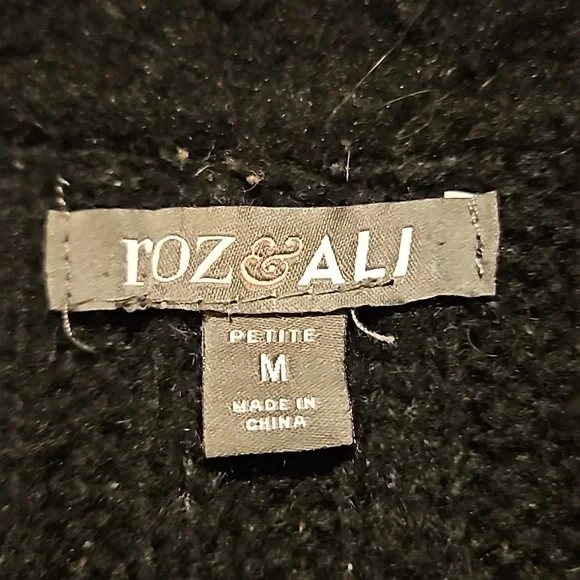 roz & ALI
PETITE
M
MADE IN
CHINA